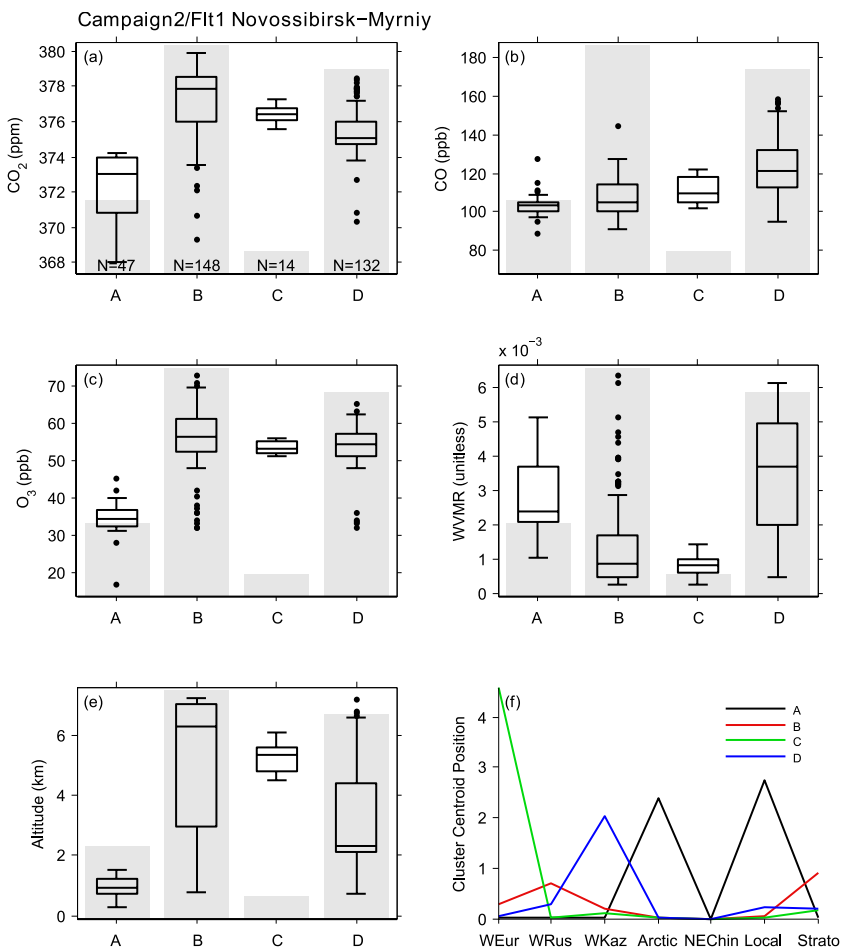 Campaign2/Flt1 Novossibirsk−Myrniy
(a)
CO2 (ppm)
380
378
376
374
372
370
368
N=47 N=148 N=14 N=132
A B C D
(b)
CO (ppb)
180
160
140
120
100
80
A B C D
(c)
O3 (ppb)
70
60
50
40
30
20
A B C D
x 10−3
(d)
WVMR (unitless)
6
5
4
3
2
1
0
A B C D
(e)
Altitude (km)
6
4
2
0
A B C D
(f)
Cluster Centroid Position
4
3
2
1
0
A
B
C
D
WEur WRus WKaz Arctic NEChin Local Strato